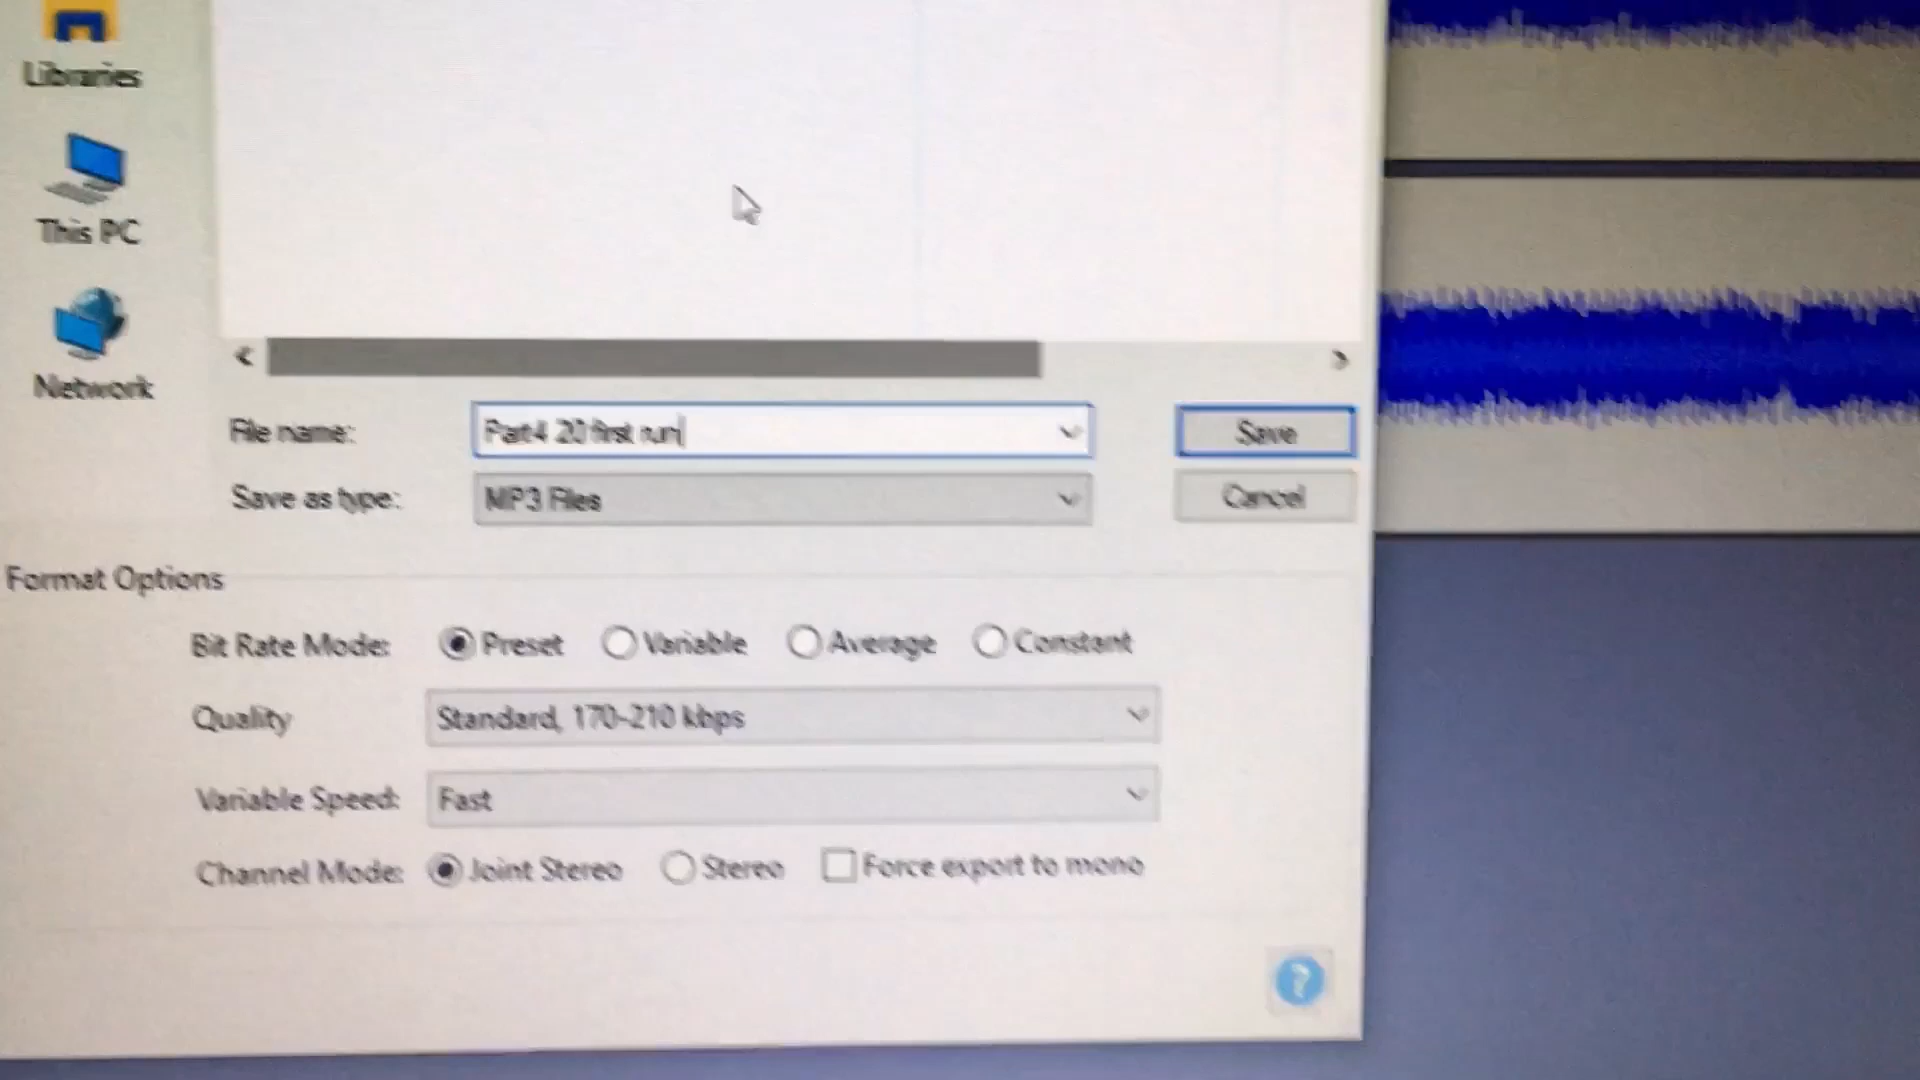 Libraries
This PC
Network
File name: Part4 20 first run Save
Save as type: MP3 Files Cancel
Format Options
Bit Rate Mode: Preset Variable Average Constant
Quality Standard, 170-210 kbps
Variable Speed: Fast
Channel Mode: Joint Stereo Stereo Force export to mono
?